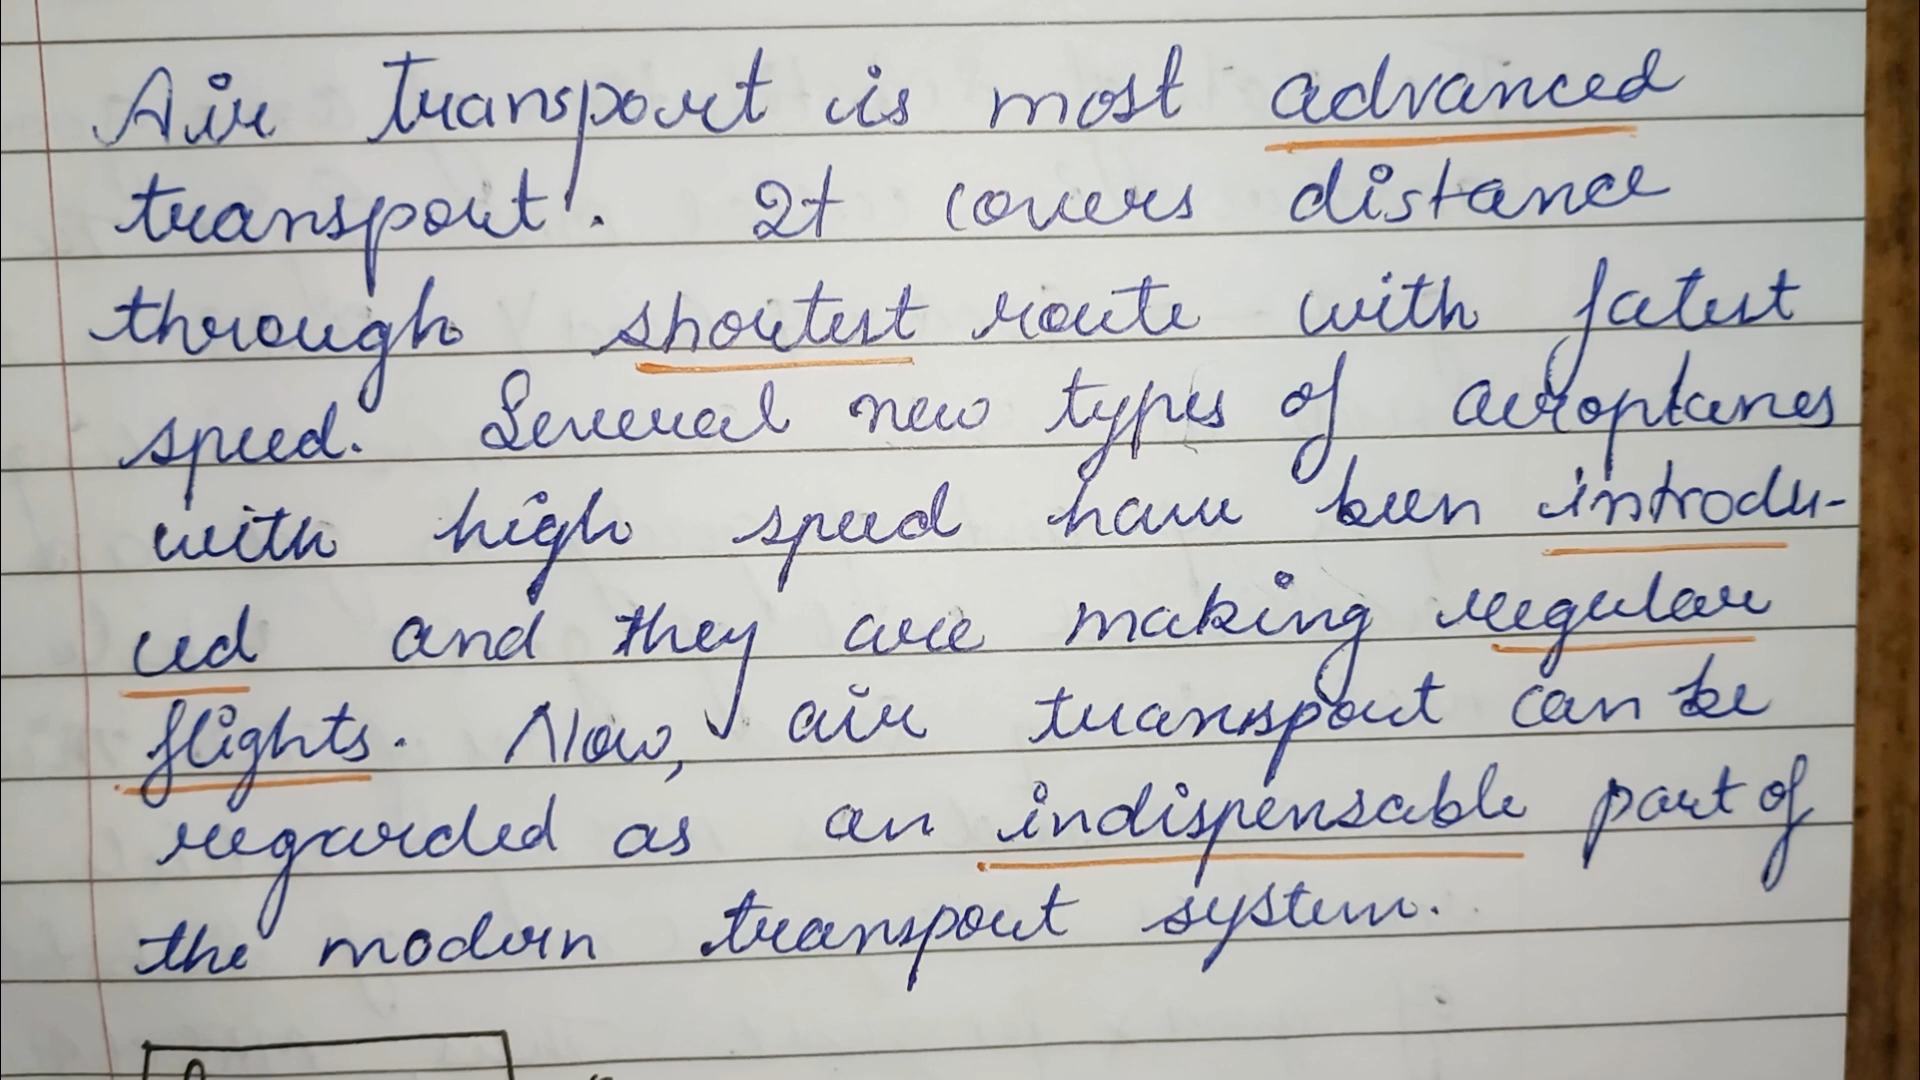 Air transport is most advanced
transport. It covers distance
through shortest route with fatest
speed. Several new types of aeroplanes
with high speed have been introdu-
ced and they are making regular
flights. Now, air transport can be
regarded as an indispensable part of
the modern transport system.